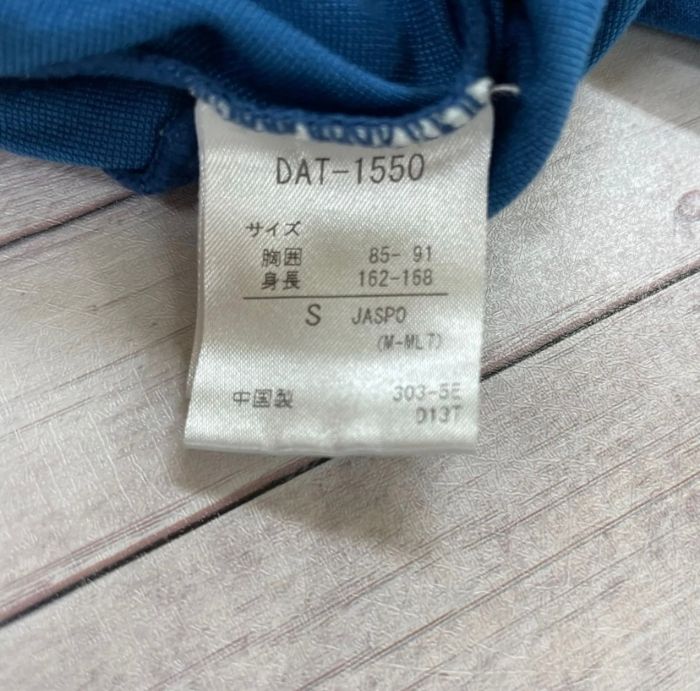 DAT-1550
サイズ
胸囲 85- 91
身長 162-168
S JASPO
(M-ML7)
中国製 303-5E
D13T